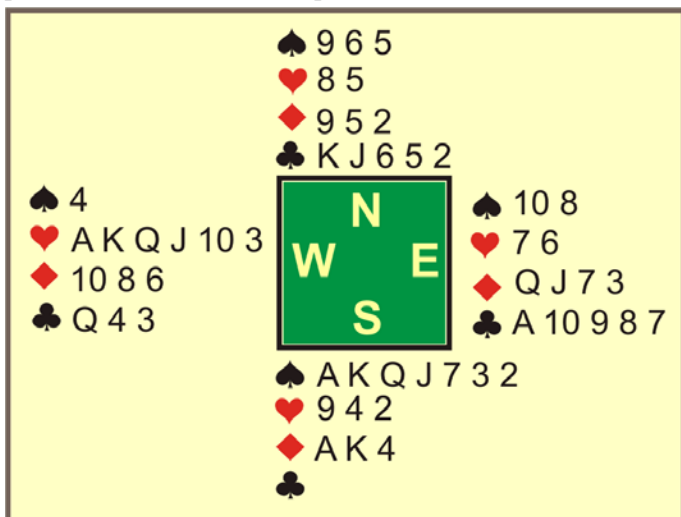 ♠ 9 6 5
♥ 8 5
♦ 9 5 2
♣ K J 6 5 2
♠ 4
♥ A K Q J 10 3
♦ 10 8 6
♣ Q 4 3
N
W E
S
♠ 10 8
♥ 7 6
♦ Q J 7 3
♣ A 10 9 8 7
♠ A K Q J 7 3 2
♥ 9 4 2
♦ A K 4
♣